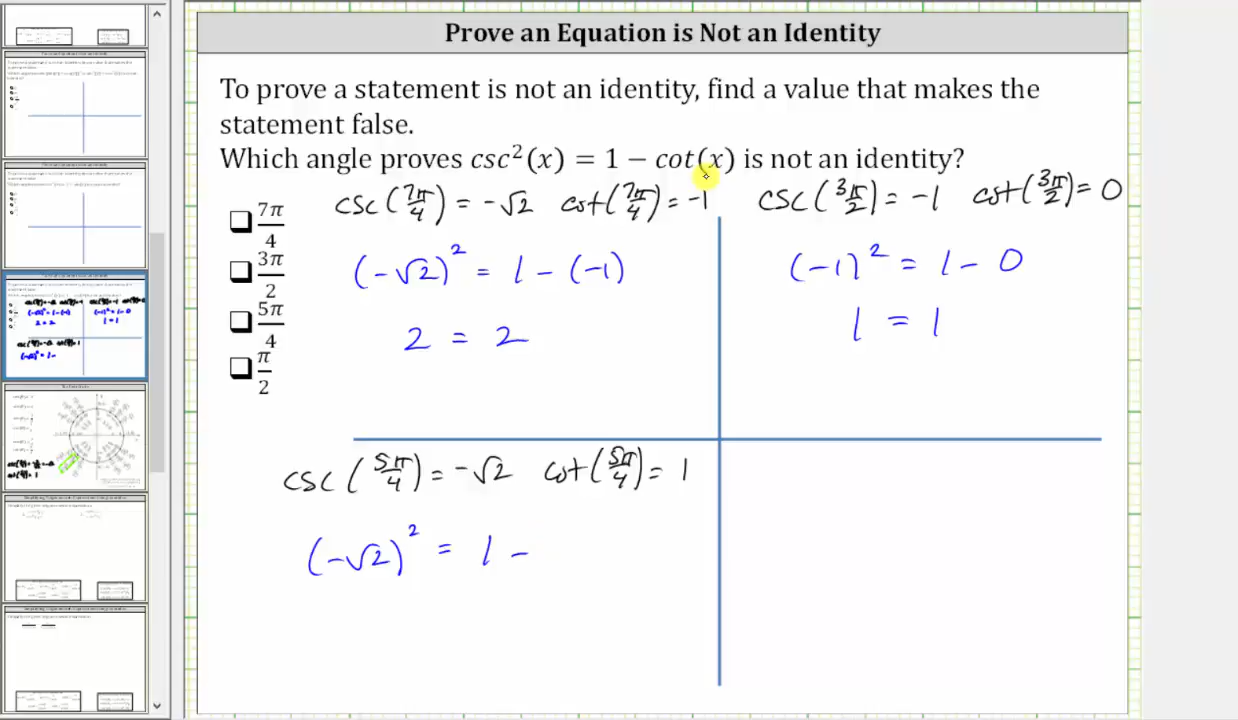 Prove an Equation is Not an Identity
To prove a statement is not an identity, find a value that makes the
statement false.
Which angle proves csc²(x) = 1 − cot(x) is not an identity?
csc(7π/4) = -√2 cot(7π/4) = -1 csc(3π/2) = -1 cot(3π/2) = 0
❑ 7π/4
❑ 3π/2
❑ 5π/4
❑ π/2
(-√2)² = 1 - (-1)
2 = 2
(-1)² = 1 - 0
1 = 1
csc(5π/4) = -√2 cot(5π/4) = 1
(-√2)² = 1 -